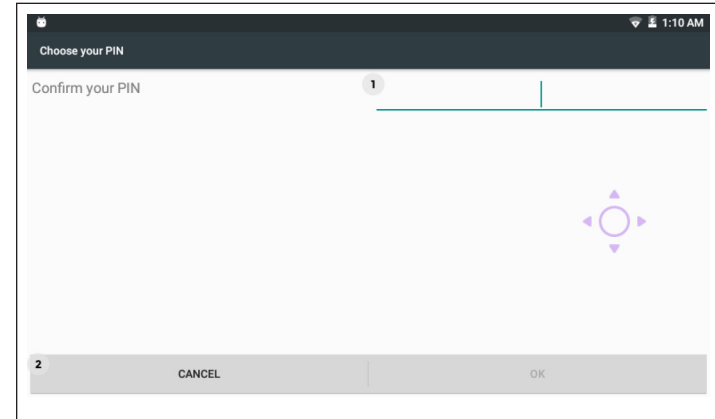 1:10 AM
Choose your PIN
Confirm your PIN
1
2
CANCEL
OK